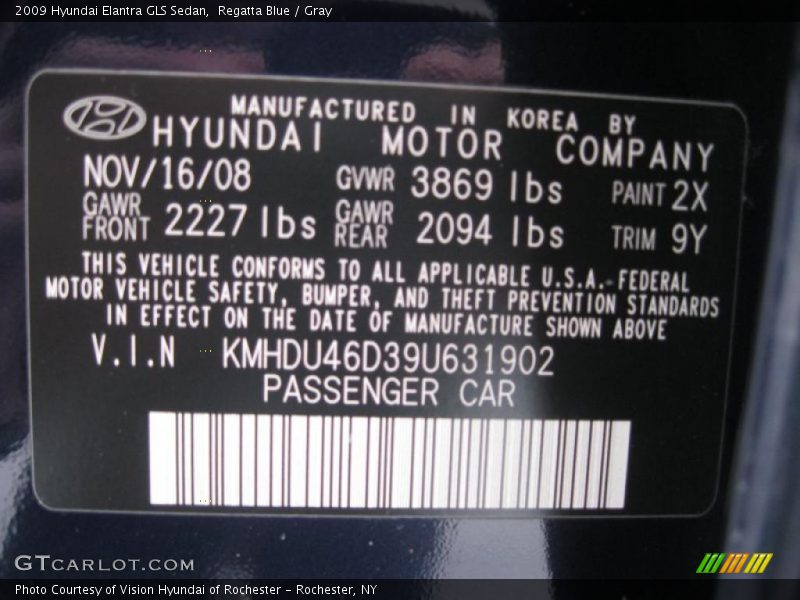 2009 Hyundai Elantra GLS Sedan,  Regatta Blue / Gray
MANUFACTURED IN KOREA BY
HYUNDAI MOTOR COMPANY
NOV/16/08 GVWR 3869 lbs PAINT 2X
GAWR FRONT 2227 lbs GAWR REAR 2094 lbs TRIM 9Y
THIS VEHICLE CONFORMS TO ALL APPLICABLE U.S.A. FEDERAL
MOTOR VEHICLE SAFETY, BUMPER, AND THEFT PREVENTION STANDARDS
IN EFFECT ON THE DATE OF MANUFACTURE SHOWN ABOVE
V.I.N KMHDU46D39U631902
PASSENGER CAR
GTCARLOT.COM
Photo Courtesy of Vision Hyundai of Rochester – Rochester, NY